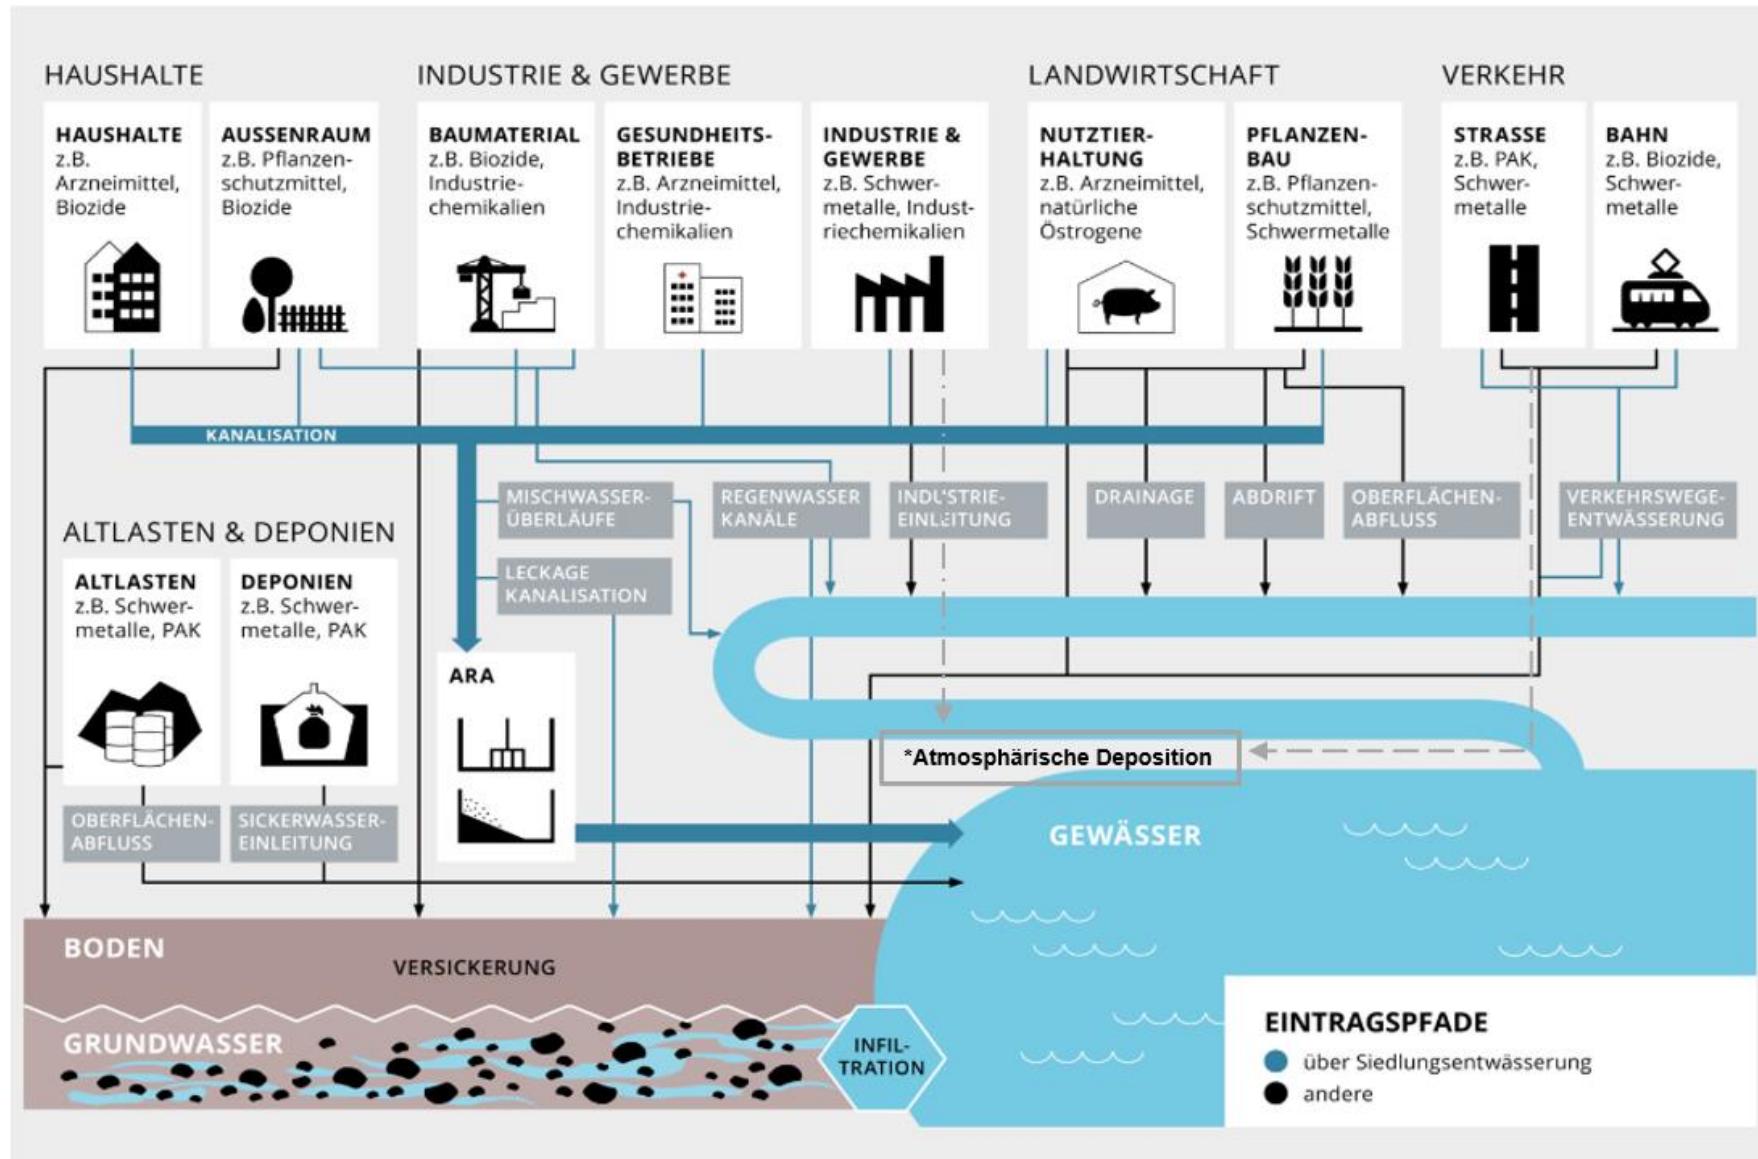 HAUSHALTE
HAUSHALTE
z.B.
Arzneimittel,
Biozide
AUSSENRAUM
z.B. Pflanzen-
schutzmittel,
Biozide
INDUSTRIE & GEWERBE
BAUMATERIAL
z.B. Biozide,
Industrie-
chemikalien
GESUNDHEITS-
BETRIEBE
z.B. Arzneimittel,
Industrie-
chemikalien
INDUSTRIE &
GEWERBE
z.B. Schwer-
metalle, Indust-
riechemikalien
LANDWIRTSCHAFT
NUTZTIER-
HALTUNG
z.B. Arzneimittel,
natürliche
Östrogene
PFLANZEN-
BAU
z.B. Pflanzen-
schutzmittel,
Schwermetalle
VERKEHR
STRASSE
z.B. PAK,
Schwer-
metalle
BAHN
z.B. Biozide,
Schwer-
metalle
KANALISATION
MISCHWASSER-
ÜBERLÄUFE
REGENWASSER
KANÄLE
INDUSTRIE-
EINLEITUNG
DRAINAGE
ABDRIFT
OBERFLÄCHEN-
ABFLUSS
VERKEHRSWEGE-
ENTWÄSSERUNG
LECKAGE
KANALISATION
ALTLASTEN & DEPONIEN
ALTLASTEN
z.B. Schwer-
metalle, PAK
DEPONIEN
z.B. Schwer-
metalle, PAK
OBERFLÄCHEN-
ABFLUSS
SICKERWASSER-
EINLEITUNG
ARA
*Atmosphärische Deposition
GEWÄSSER
BODEN
VERSICKERUNG
GRUNDWASSER
INFIL-
TRATION
EINTRAGSPFADE
über Siedlungsentwässerung
andere